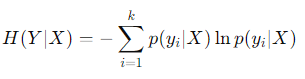 H(Y|X) = − ∑_{i=1}^{k} p(y_i|X) ln p(y_i|X)